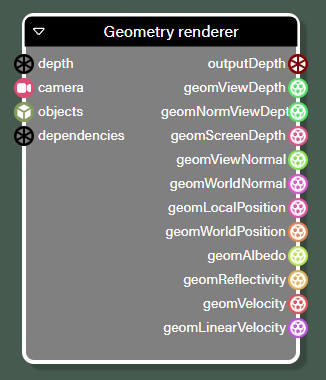 Geometry renderer
depth
outputDepth
camera
geomViewDepth
objects
geomNormViewDept
dependencies
geomScreenDepth
geomViewNormal
geomWorldNormal
geomLocalPosition
geomWorldPosition
geomAlbedo
geomReflectivity
geomVelocity
geomLinearVelocity